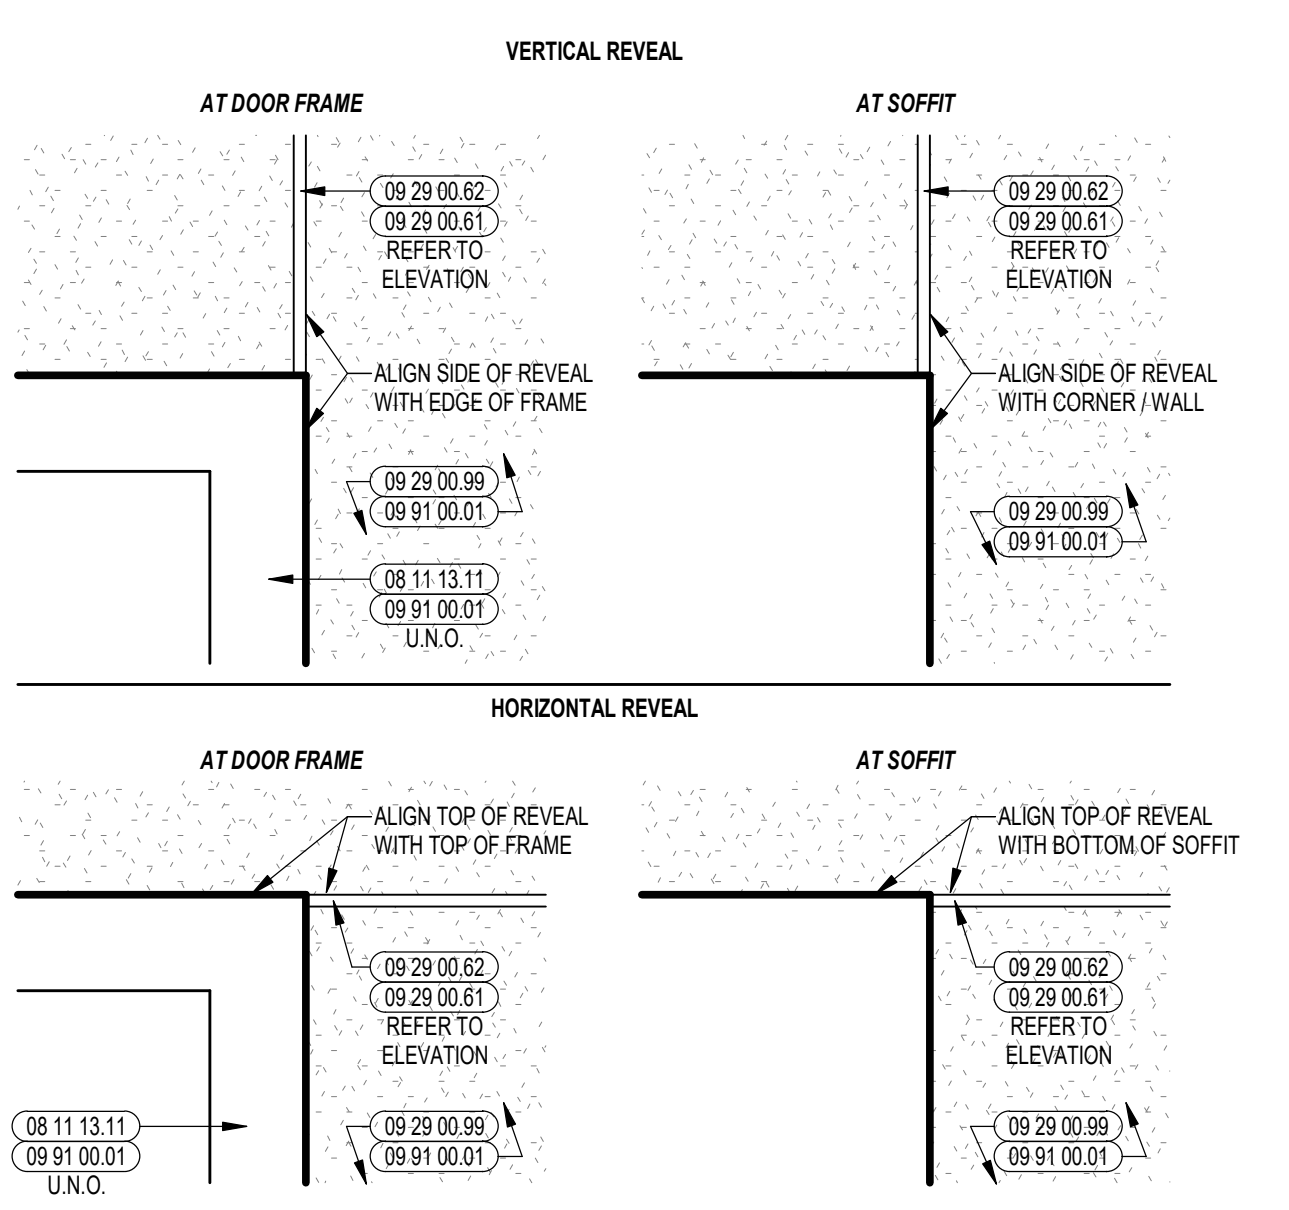 VERTICAL REVEAL
AT DOOR FRAME
09 29 00.62
09 29 00.61
REFER TO
ELEVATION
ALIGN SIDE OF REVEAL
WITH EDGE OF FRAME
09 29 00.99
09 91 00.01
08 11 13.11
09 91 00.01
U.N.O.
AT SOFFIT
09 29 00.62
09 29 00.61
REFER TO
ELEVATION
ALIGN SIDE OF REVEAL
WITH CORNER / WALL
09 29 00.99
09 91 00.01
HORIZONTAL REVEAL
AT DOOR FRAME
ALIGN TOP OF REVEAL
WITH TOP OF FRAME
09 29 00.62
09 29 00.61
REFER TO
ELEVATION
08 11 13.11
09 91 00.01
U.N.O.
09 29 00.99
09 91 00.01
AT SOFFIT
ALIGN TOP OF REVEAL
WITH BOTTOM OF SOFFIT
09 29 00.62
09 29 00.61
REFER TO
ELEVATION
09 29 00.99
09 91 00.01